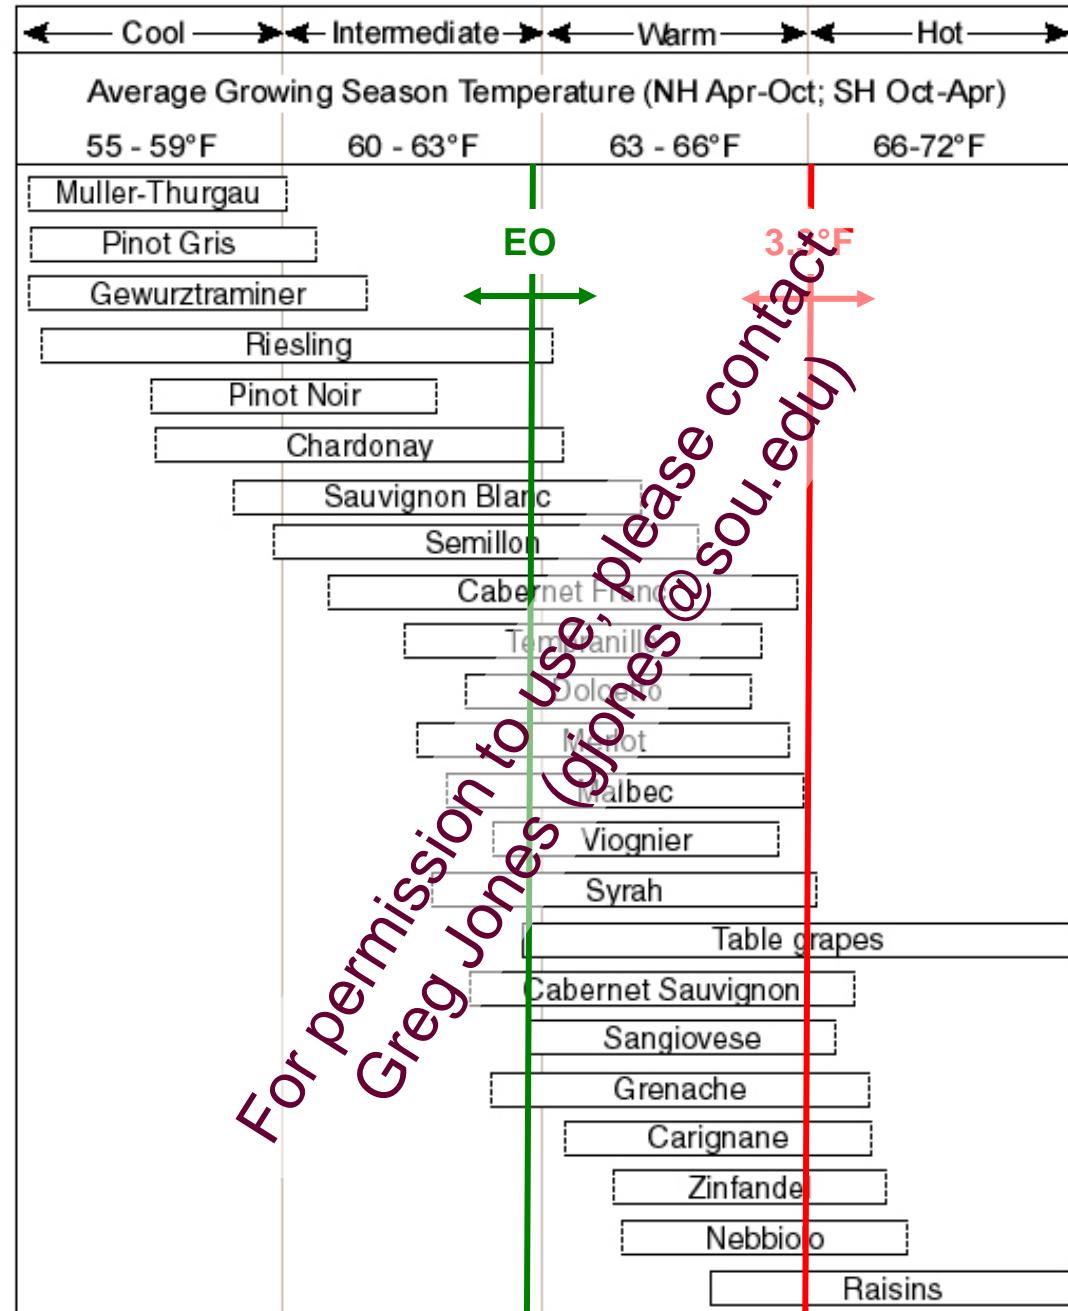 Cool Intermediate Warm Hot
Average Growing Season Temperature (NH Apr-Oct; SH Oct-Apr)
55 - 59°F 60 - 63°F 63 - 66°F 66-72°F
Muller-Thurgau
Pinot Gris
EO 3.9°F
Gewurztraminer
Riesling
Pinot Noir
Chardonay
Sauvignon Blanc
Semillon
Cabernet Franc
Tempranillo
Dolcetto
Merlot
Malbec
Viognier
Syrah
Table grapes
Cabernet Sauvignon
Sangiovese
Grenache
Carignane
Zinfandel
Nebbiolo
Raisins
For permission to use, please contact
Greg Jones (gjones@sou.edu)